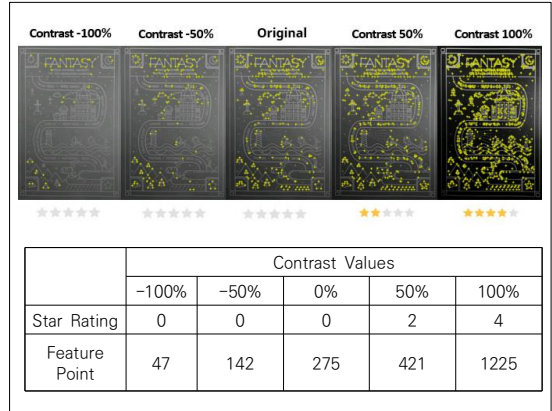 Contrast -100% Contrast -50% Original Contrast 50% Contrast 100%
FANTASY FANTASY FANTASY FANTASY FANTASY
Contrast Values
-100% -50% 0% 50% 100%
Star Rating 0 0 0 2 4
Feature
Point 47 142 275 421 1225